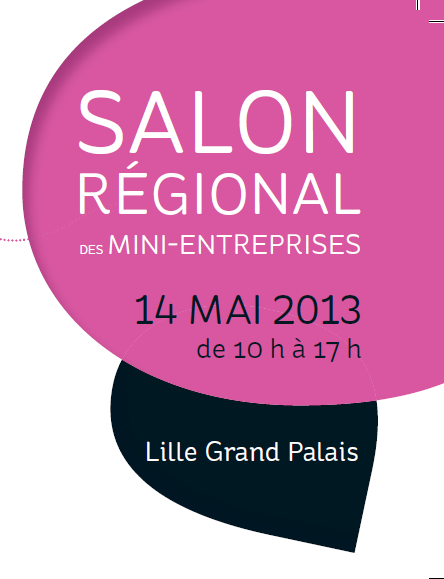 SALON
RÉGIONAL
DES MINI-ENTREPRISES
14 MAI 2013
de 10 h à 17 h
Lille Grand Palais